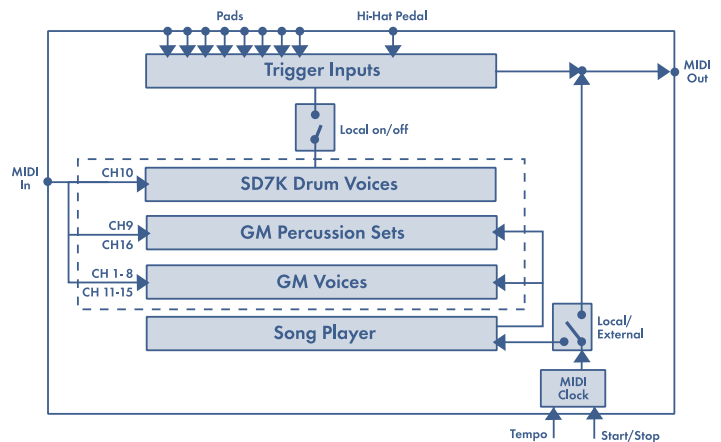 Pads
Hi-Hat Pedal
Trigger Inputs
MIDI
Out
Local on/off
MIDI
In
CH10
SD7K Drum Voices
CH9
CH16
GM Percussion Sets
CH 1-8
CH 11-15
GM Voices
Song Player
Local/
External
MIDI
Clock
Tempo
Start/Stop